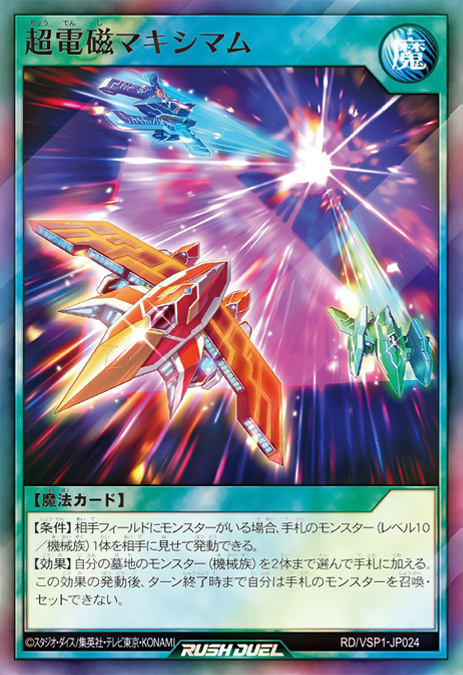 ちょう でん じ
超電磁マキシマム
ま
魔
【魔法カード】
【条件】相手フィールドにモンスターがいる場合、手札のモンスター(レベル10
/機械族)1体を相手に見せて発動できる。
【効果】自分の墓地のモンスター(機械族)を2体まで選んで手札に加える。
この効果の発動後、ターン終了時まで自分は手札のモンスターを召喚・
セットできない。
©スタジオ・ダイス/集英社・テレビ東京・KONAMI
RUSH DUEL
RD/VSP1-JP024